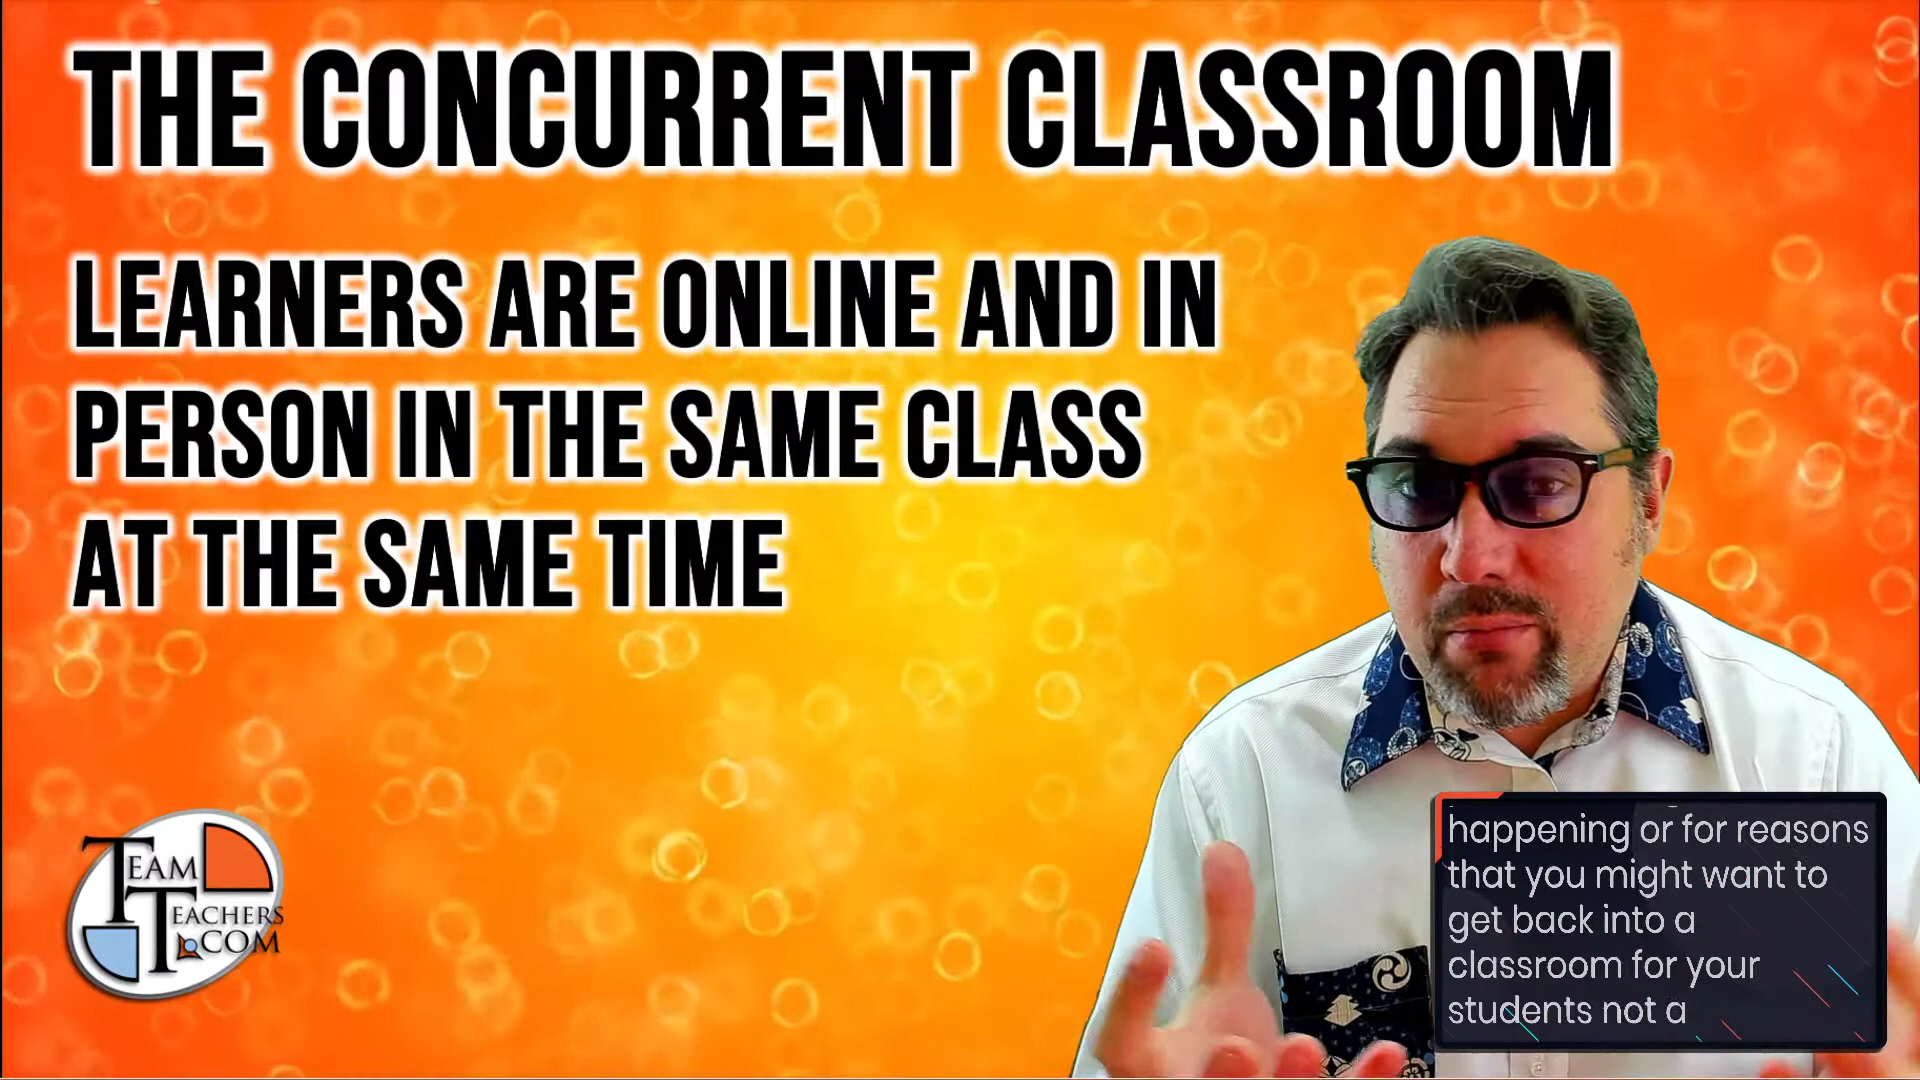 THE CONCURRENT CLASSROOM
LEARNERS ARE ONLINE AND IN
PERSON IN THE SAME CLASS
AT THE SAME TIME
TEAM
TEACHERS
.COM
happening or for reasons
that you might want to
get back into a
classroom for your
students not a